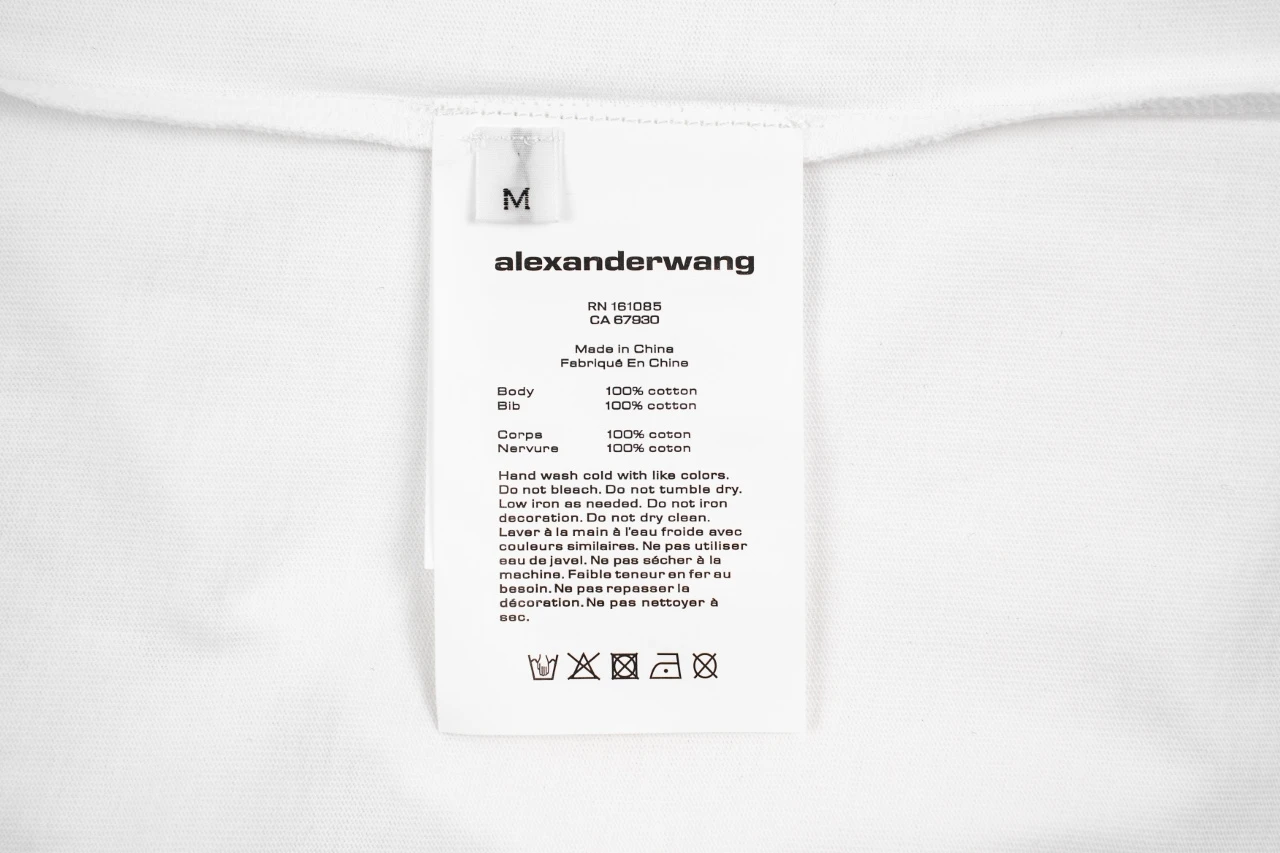 M
alexanderwang
RN 161085
CA 67930
Made in China
Fabriqué En Chine
Body 100% cotton
Bib 100% cotton
Corps 100% coton
Nervure 100% coton
Hand wash cold with like colors.
Do not bleach. Do not tumble dry.
Low iron as needed. Do not iron
decoration. Do not dry clean.
Laver à la main à l'eau froide avec
couleurs similaires. Ne pas utiliser
eau de javel. Ne pas sécher à la
machine. Faible teneur en fer au
besoin. Ne pas repasser la
décoration. Ne pas nettoyer à
sec.